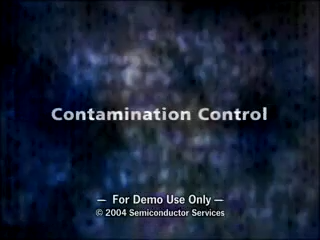 Contamination Control
— For Demo Use Only —
© 2004 Semiconductor Services